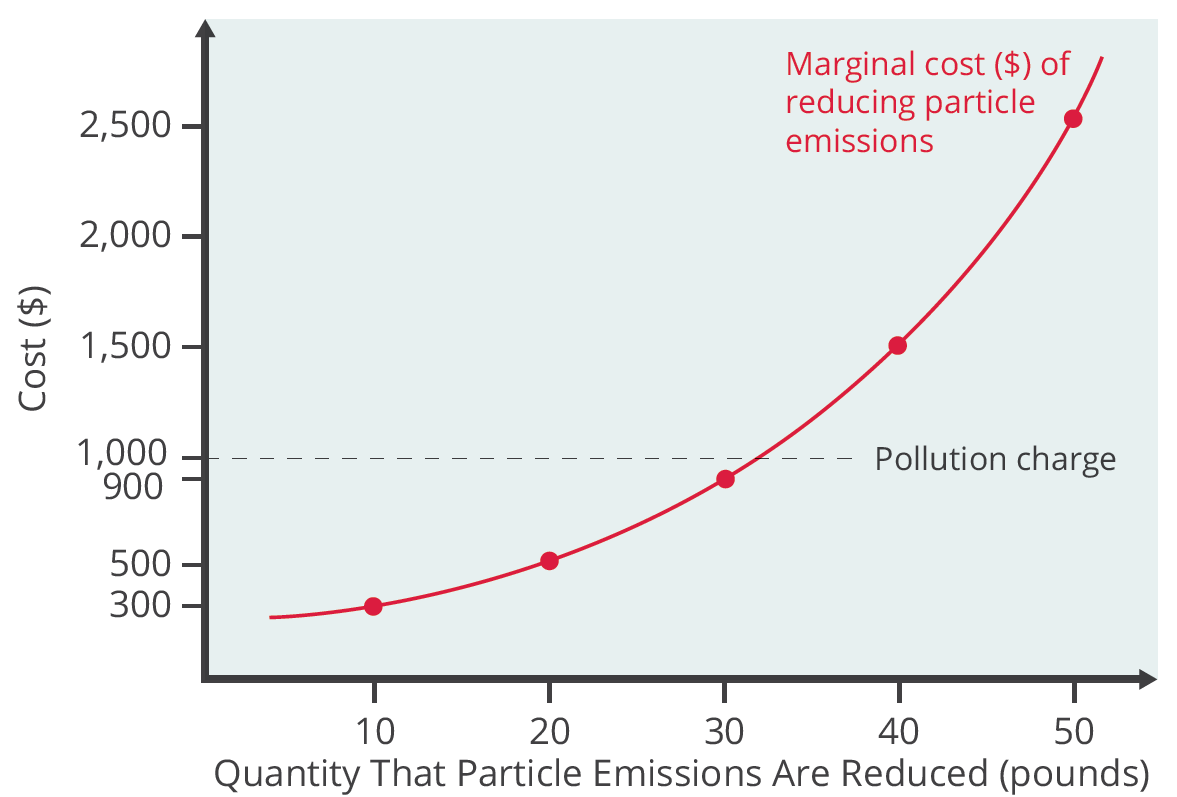 Marginal cost ($) of
reducing particle
emissions
2,500
2,000
1,500
1,000
900
500
300
Cost ($)
Pollution charge
10 20 30 40 50
Quantity That Particle Emissions Are Reduced (pounds)